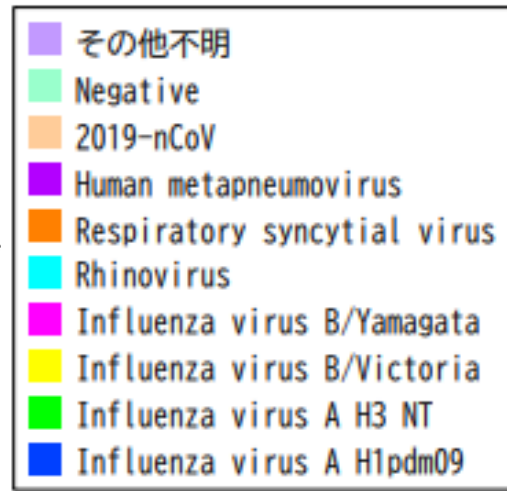 その他不明
Negative
2019-nCoV
Human metapneumovirus
Respiratory syncytial virus
Rhinovirus
Influenza virus B/Yamagata
Influenza virus B/Victoria
Influenza virus A H3 NT
Influenza virus A H1pdm09